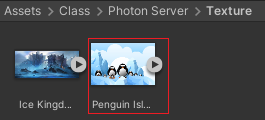 Assets > Class > Photon Server > Texture
Ice Kingd... Penguin Isl...